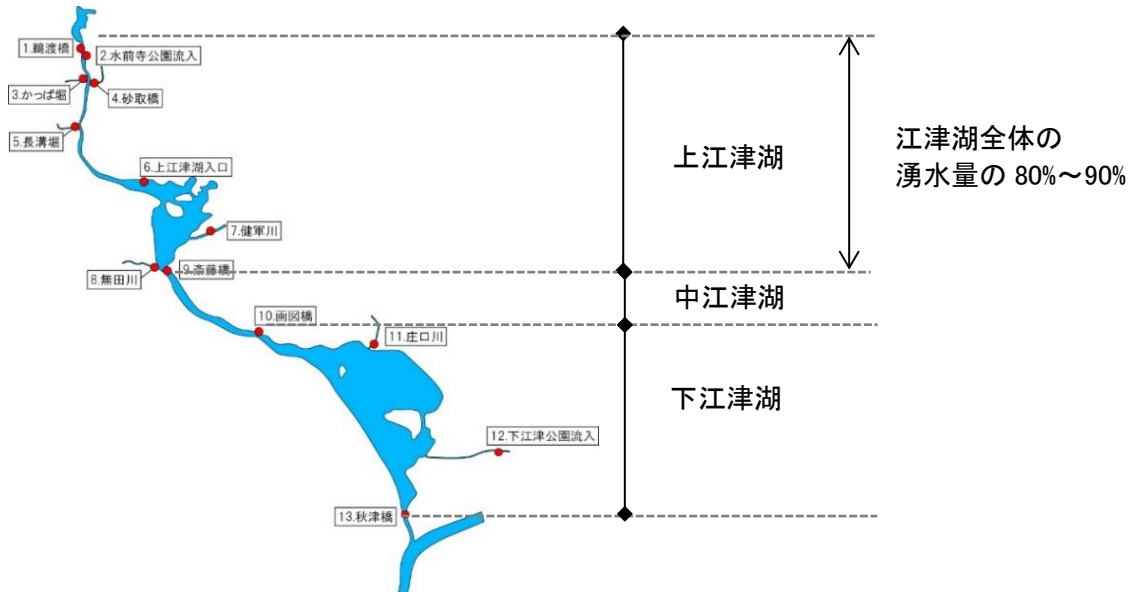 1.鵜渡橋
2.水前寺公園流入
3.かっぱ堀
4.砂取橋
5.長溝堀
6.上江津湖入口
7.健軍川
8.無田川
9.斎藤橋
10.画図橋
11.庄口川
12.下江津公園流入
13.秋津橋
上江津湖
中江津湖
下江津湖
江津湖全体の
湧水量の 80%～90%